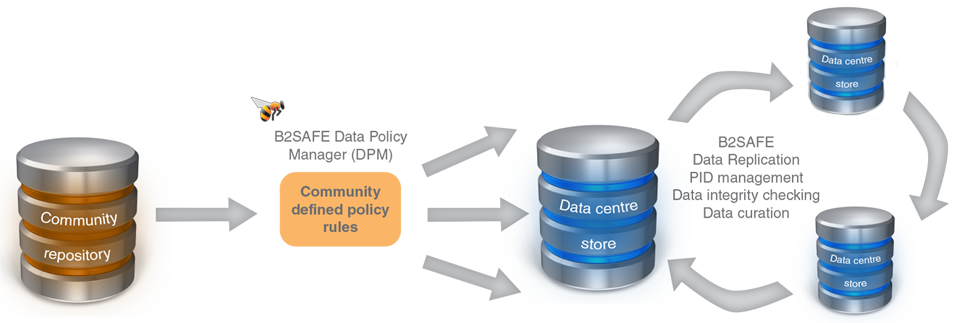 Community
repository
B2SAFE Data Policy
Manager (DPM)
Community
defined policy
rules
Data centre
store
B2SAFE
Data Replication
PID management
Data integrity checking
Data curation
Data centre
store
Data centre
store